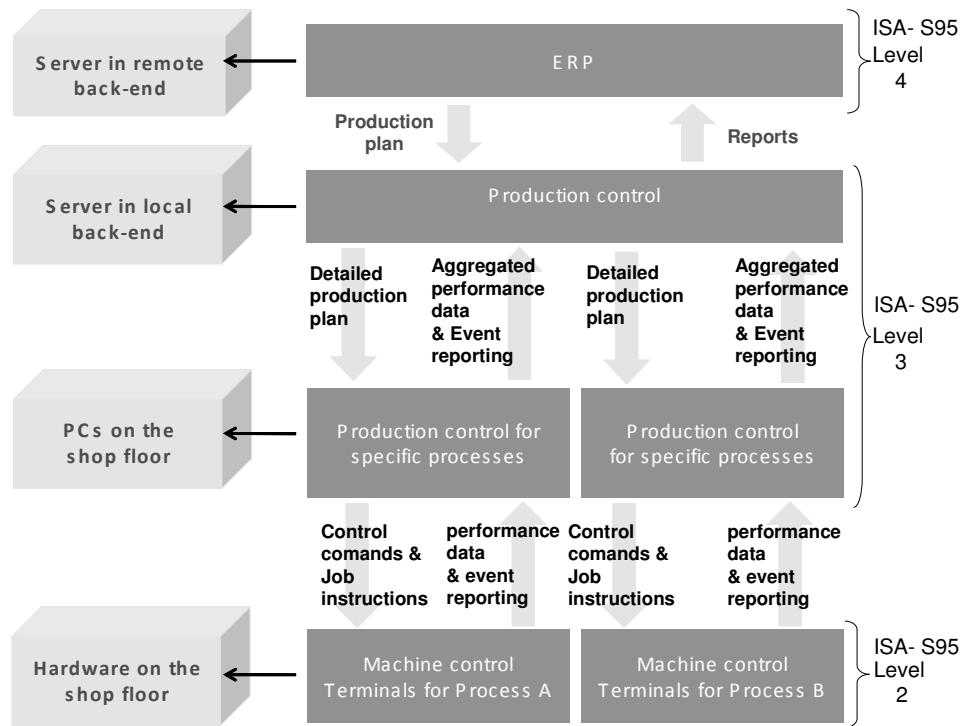 Server in remote
back-end
ERP
ISA- S95
Level
4
Production
plan
Reports
Server in local
back-end
Production control
Detailed
production
plan
Aggregated
performance
data
& Event
reporting
Detailed
production
plan
Aggregated
performance
data
& Event
reporting
ISA- S95
Level
3
PCs on the
shop floor
Production control for
specific processes
Production control
for specific processes
Control
comands &
Job
instructions
performance
data
& event
reporting
Control
comands &
Job
instructions
performance
data
& event
reporting
Hardware on the
shop floor
Machine control
Terminals for Process A
Machine control
Terminals for Process B
ISA- S95
Level
2